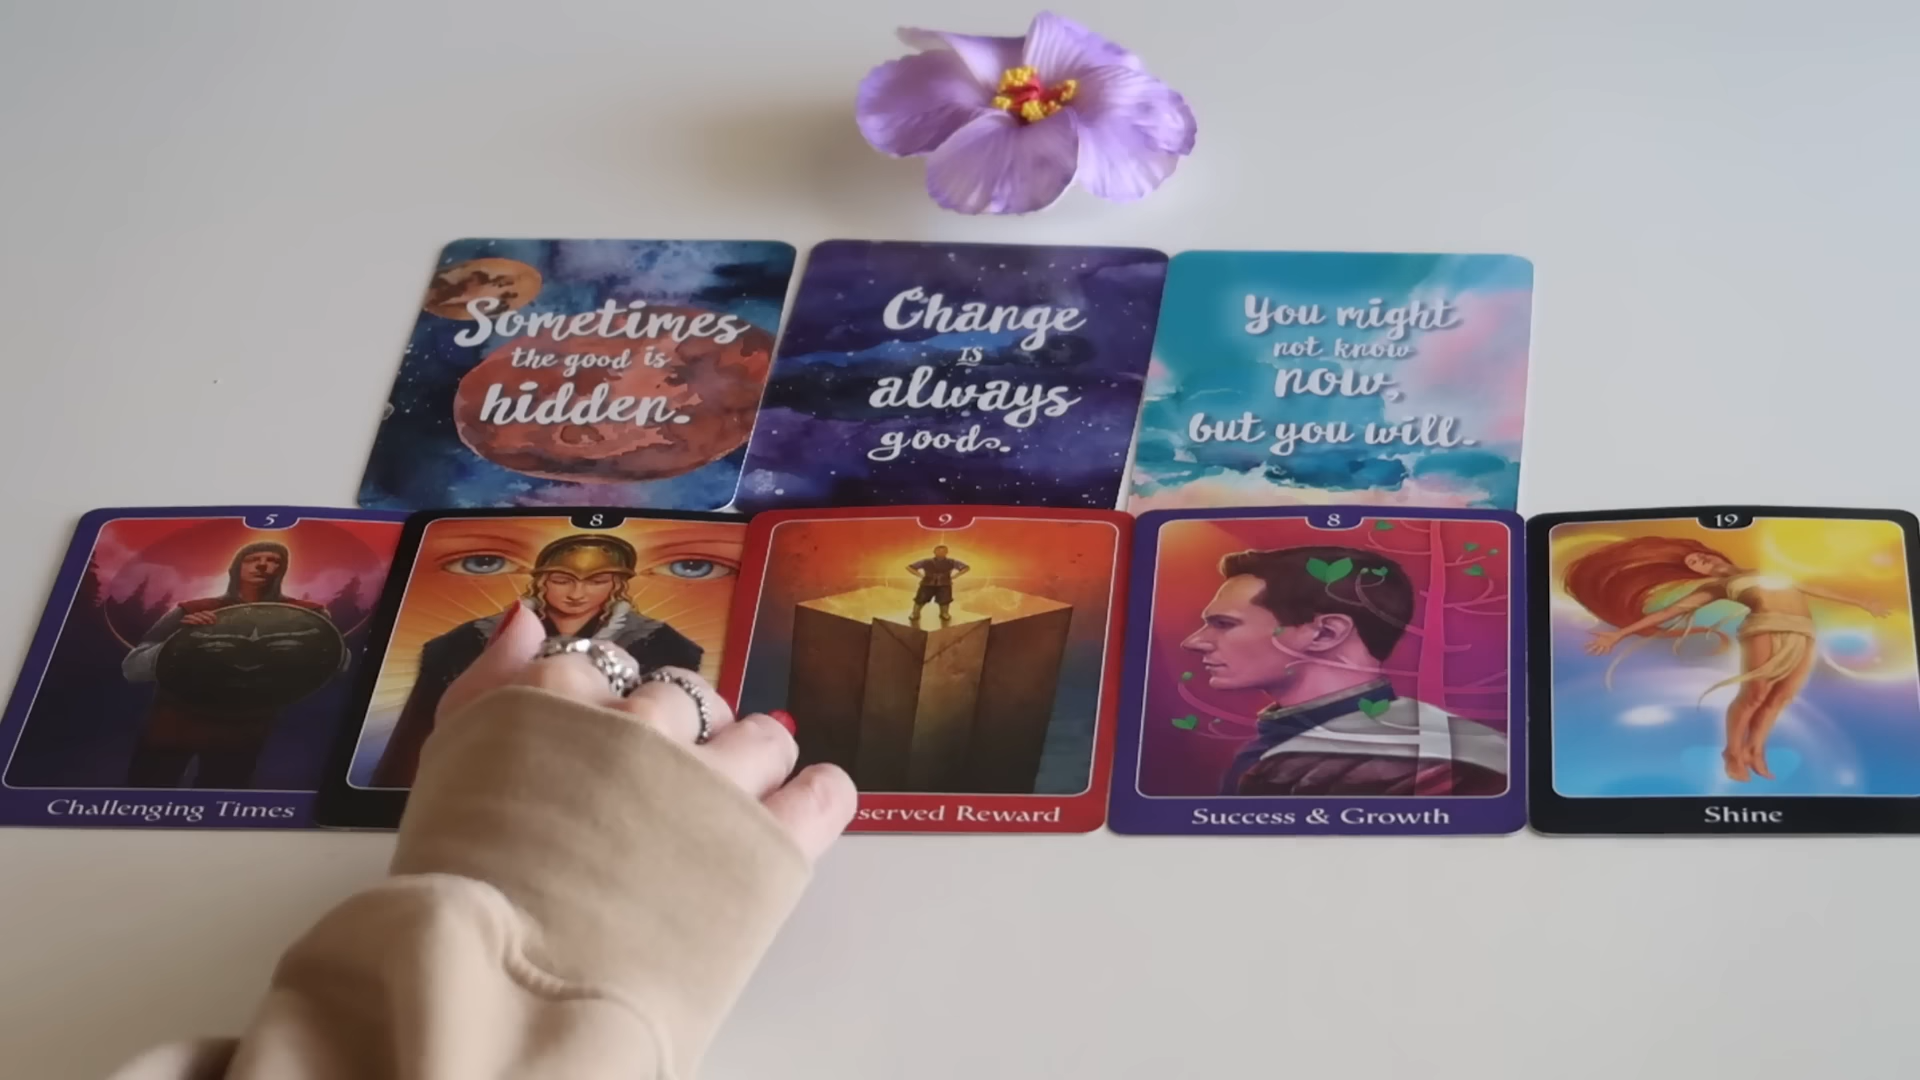 Sometimes
the good is
hidden.
Change
is
always
good.
You might
not know
now,
but you will.
5
8
9
8
19
Challenging Times
served Reward
Success & Growth
Shine